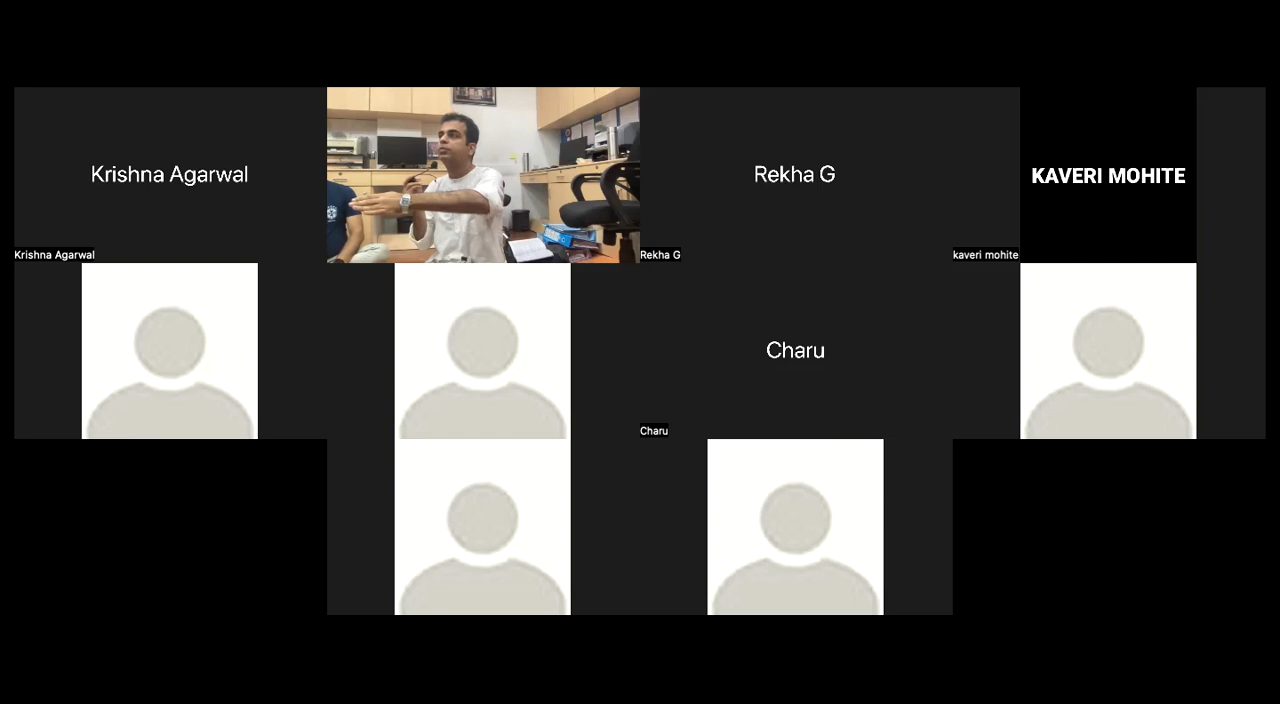 Krishna Agarwal
Rekha G
KAVERI MOHITE
Krishna Agarwal
Rekha G
kaveri mohite
Charu
Charu